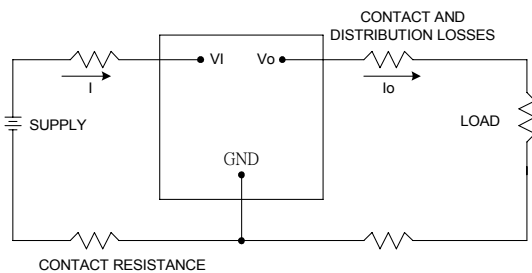 CONTACT AND
DISTRIBUTION LOSSES
VI
Vo
I
Io
SUPPLY
LOAD
GND
CONTACT RESISTANCE